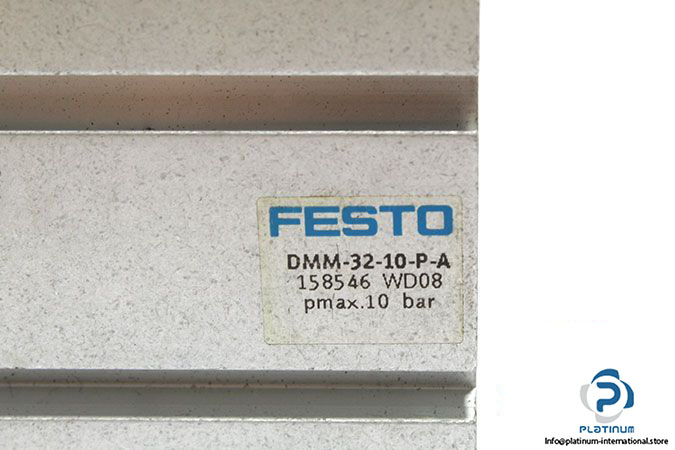 FESTO
DMM-32-10-P-A
158546 WD08
pmax.10 bar
PLATINUM
Info@platinum-international.store